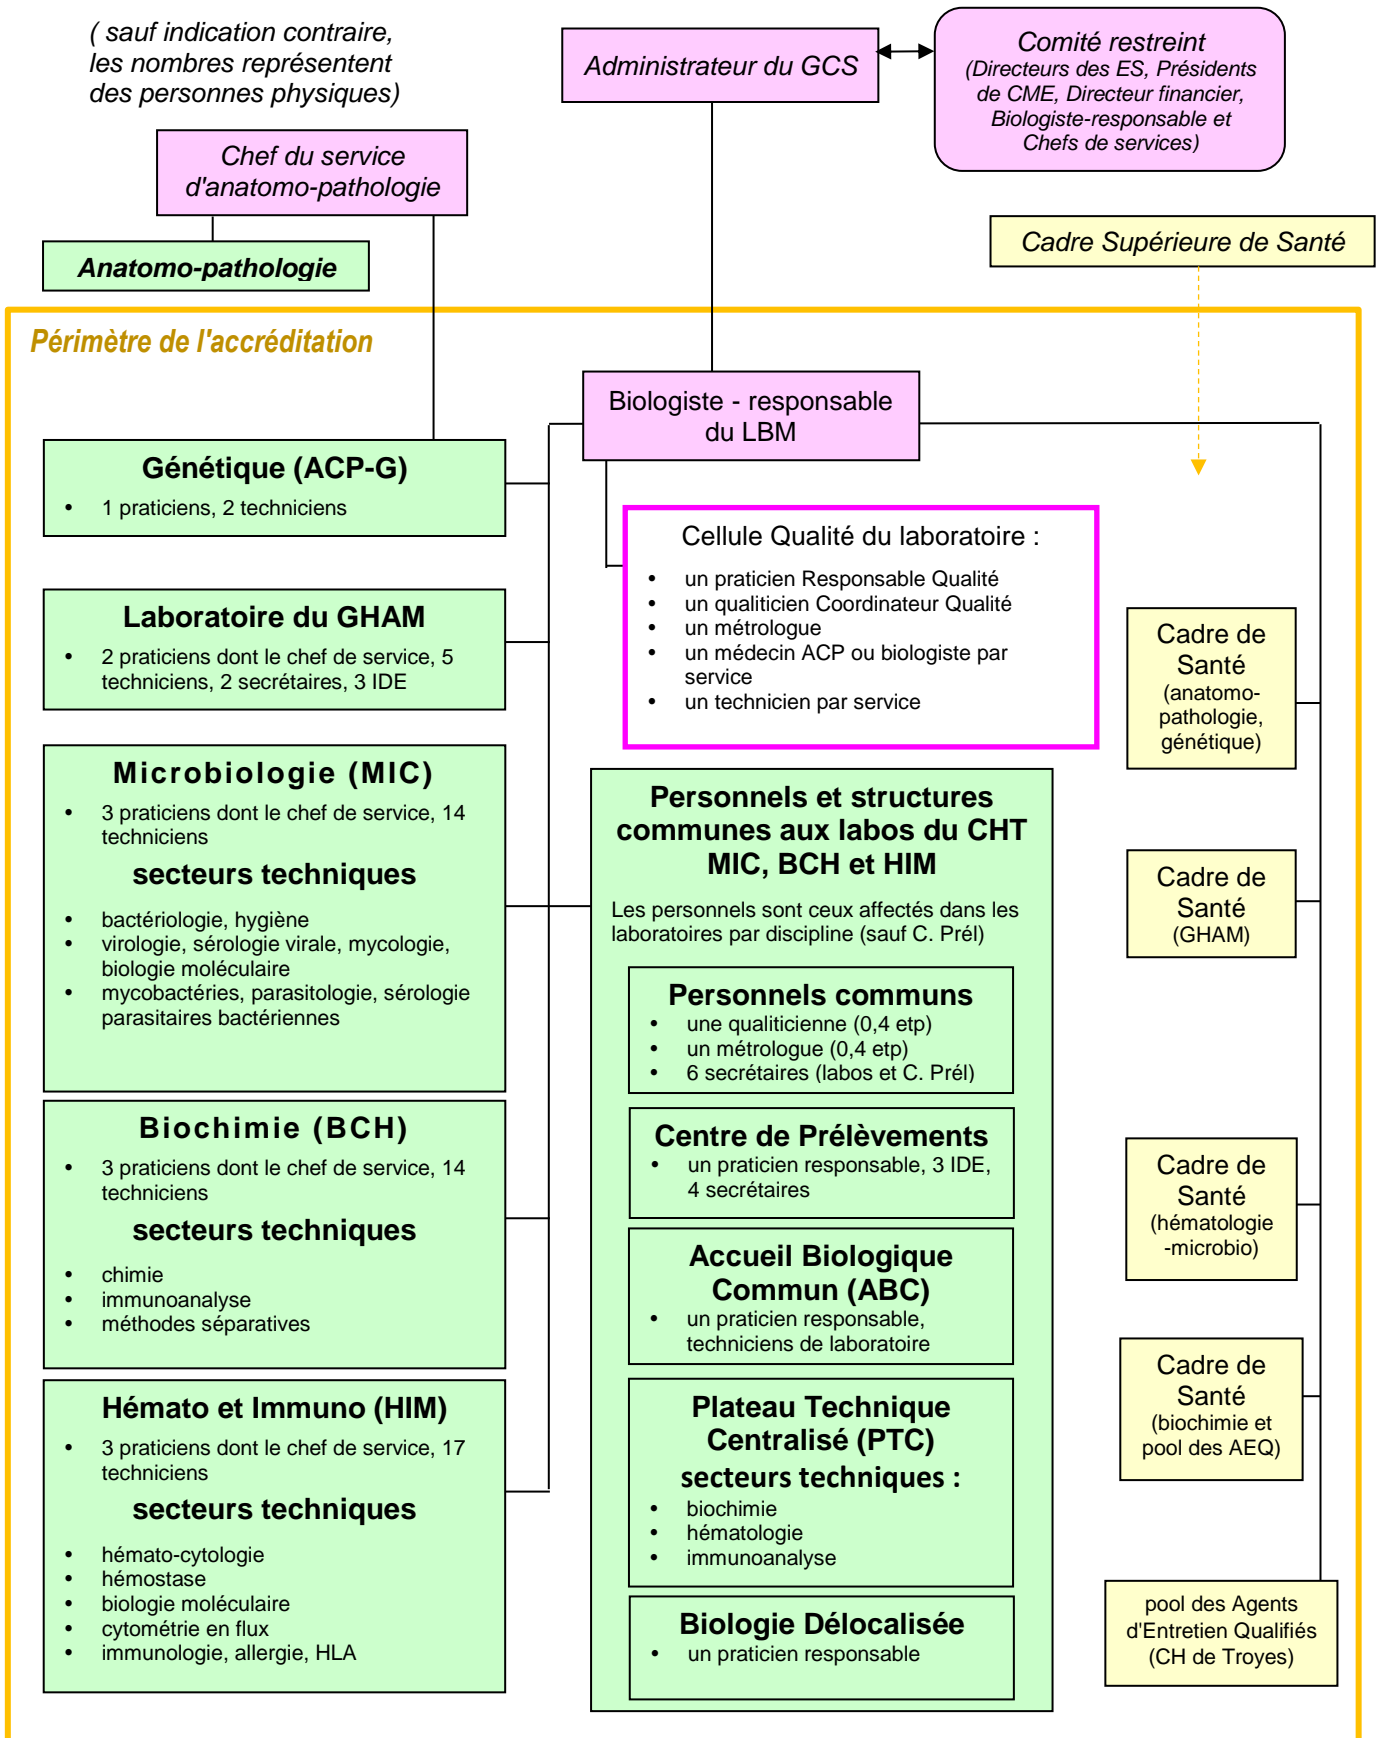 ( sauf indication contraire,
les nombres représentent
des personnes physiques)
Administrateur du GCS
Comité restreint
(Directeurs des ES, Présidents
de CME, Directeur financier,
Biologiste-responsable et
Chefs de services)
Chef du service
d'anatomo-pathologie
Anatomo-pathologie
Cadre Supérieure de Santé
Périmètre de l'accréditation
Biologiste - responsable
du LBM
Génétique (ACP-G)
• 1 praticiens, 2 techniciens
Cellule Qualité du laboratoire :
• un praticien Responsable Qualité
• un qualiticien Coordinateur Qualité
• un métrologue
• un médecin ACP ou biologiste par
service
• un technicien par service
Laboratoire du GHAM
• 2 praticiens dont le chef de service, 5
techniciens, 2 secrétaires, 3 IDE
Microbiologie (MIC)
• 3 praticiens dont le chef de service, 14
techniciens
secteurs techniques
• bactériologie, hygiène
• virologie, sérologie virale, mycologie,
biologie moléculaire
• mycobactéries, parasitologie, sérologie
parasitaires bactériennes
Biochimie (BCH)
• 3 praticiens dont le chef de service, 14
techniciens
secteurs techniques
• chimie
• immunoanalyse
• méthodes séparatives
Hémato et Immuno (HIM)
• 3 praticiens dont le chef de service, 17
techniciens
secteurs techniques
• hémato-cytologie
• hémostase
• biologie moléculaire
• cytométrie en flux
• immunologie, allergie, HLA
Personnels et structures
communes aux labos du CHT
MIC, BCH et HIM
Les personnels sont ceux affectés dans les
laboratoires par discipline (sauf C. Prél)
Personnels communs
• une qualiticienne (0,4 etp)
• un métrologue (0,4 etp)
• 6 secrétaires (labos et C. Prél)
Centre de Prélèvements
• un praticien responsable, 3 IDE,
4 secrétaires
Accueil Biologique
Commun (ABC)
• un praticien responsable,
techniciens de laboratoire
Plateau Technique
Centralisé (PTC)
secteurs techniques :
• biochimie
• hématologie
• immunoanalyse
Biologie Délocalisée
• un praticien responsable
Cadre de
Santé
(anatomo-
pathologie,
génétique)
Cadre de
Santé
(GHAM)
Cadre de
Santé
(hématologie
-microbio)
Cadre de
Santé
(biochimie et
pool des AEQ)
pool des Agents
d'Entretien Qualifiés
(CH de Troyes)